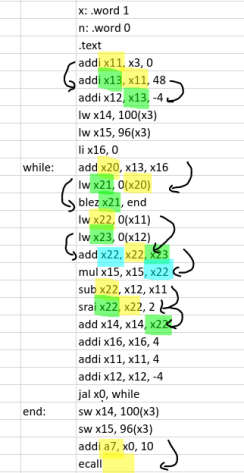 x: .word 1
n: .word 0
.text
addi x11, x3, 0
addi x13, x11, 48
addi x12, x13, -4
lw x14, 100(x3)
lw x15, 96(x3)
li x16, 0
while: add x20, x13, x16
lw x21, 0(x20)
blez x21, end
lw x22, 0(x11)
lw x23, 0(x12)
add x22, x22, x23
mul x15, x15, x22
sub x22, x12, x11
srai x22, x22, 2
add x14, x14, x22
addi x16, x16, 4
addi x11, x11, 4
addi x12, x12, -4
jal x0, while
end: sw x14, 100(x3)
sw x15, 96(x3)
addi a7, x0, 10
ecall